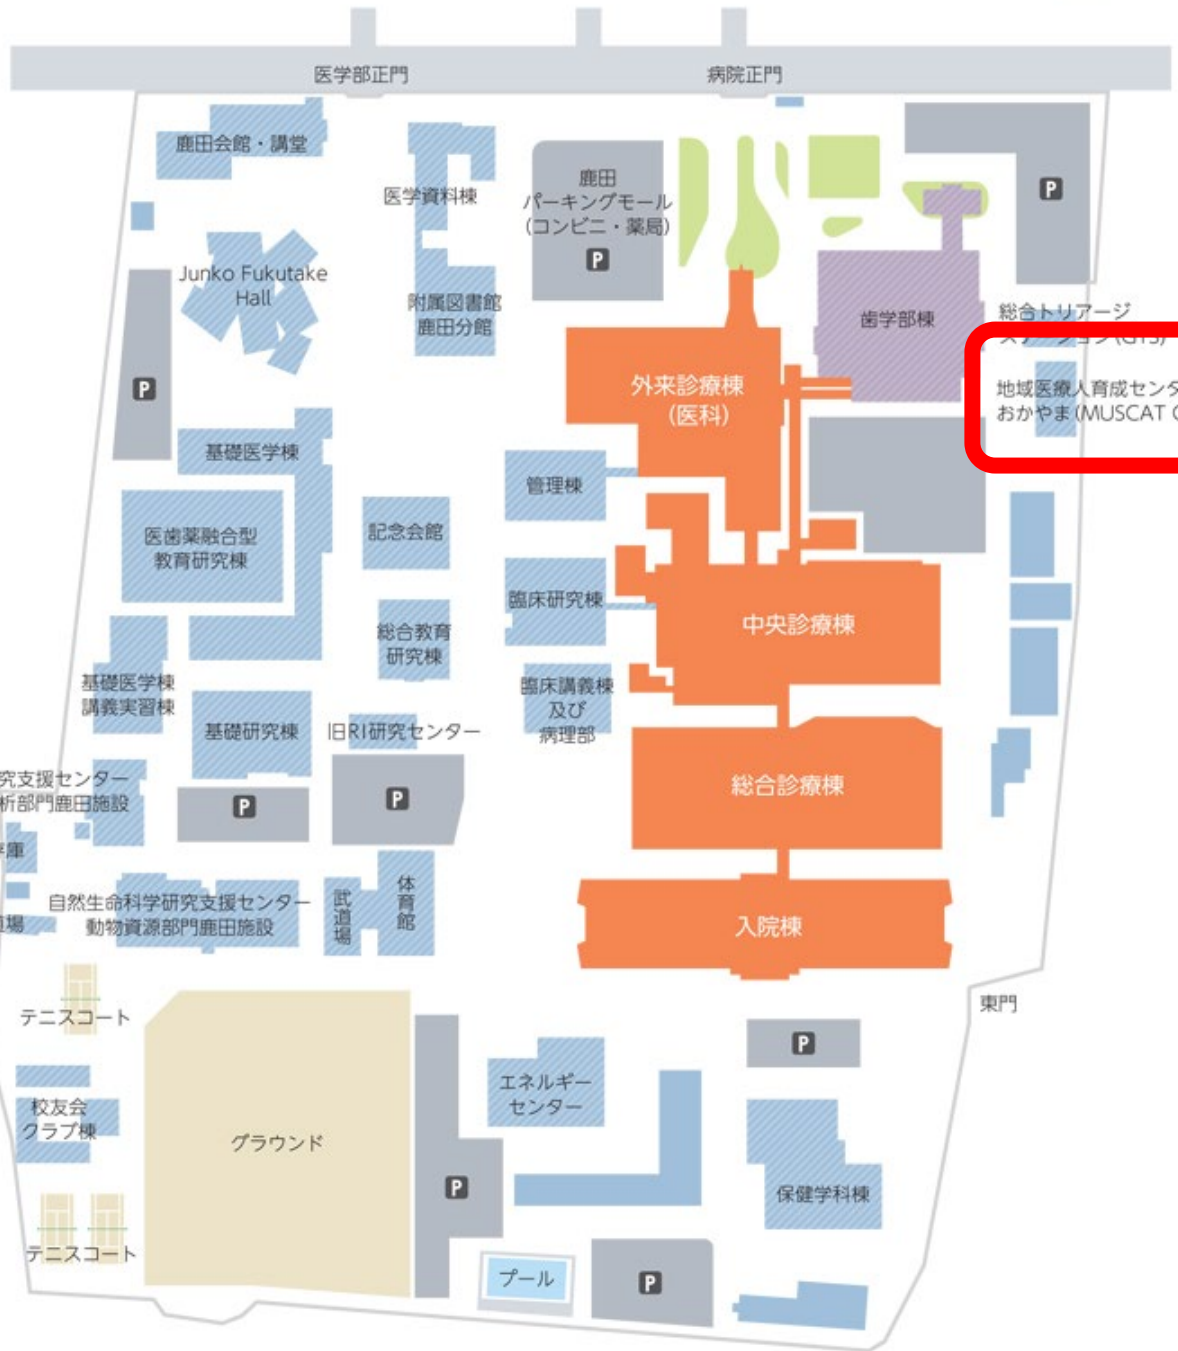 医学部正門
病院正門
鹿田会館・講堂
医学資料棟
鹿田
パーキングモール
(コンビニ・薬局)
P
P
Junko Fukutake
Hall
附属図書館
鹿田分館
歯学部棟
総合トリアージ
ステーション(GTS)
P
外来診療棟
(医科)
地域医療人育成センタ
おかやま(MUSCAT C
基礎医学棟
管理棟
医歯薬融合型
教育研究棟
記念会館
臨床研究棟
中央診療棟
総合教育
研究棟
基礎医学棟
講義実習棟
基礎研究棟
旧RI研究センター
臨床講義棟
及び
病理部
究支援センター
析部門鹿田施設
P
P
総合診療棟
庫
自然生命科学研究支援センター
動物資源部門鹿田施設
武道場
体育館
場
入院棟
テニスコート
東門
P
エネルギー
センター
校友会
クラブ棟
グラウンド
P
保健学科棟
テニスコート
プール
P